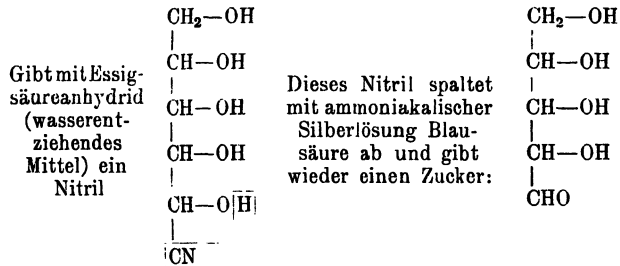 Gibt mit Essig-
säureanhydrid
(wasserent-
ziehendes
Mittel) ein
Nitril
CH₂—OH
CH—OH
CH—OH
CH—OH
CH—O|H|
CN
Dieses Nitril spaltet
mit ammoniakalischer
Silberlösung Blau-
säure ab und gibt
wieder einen Zucker:
CH₂—OH
CH—OH
CH—OH
CH—OH
CHO